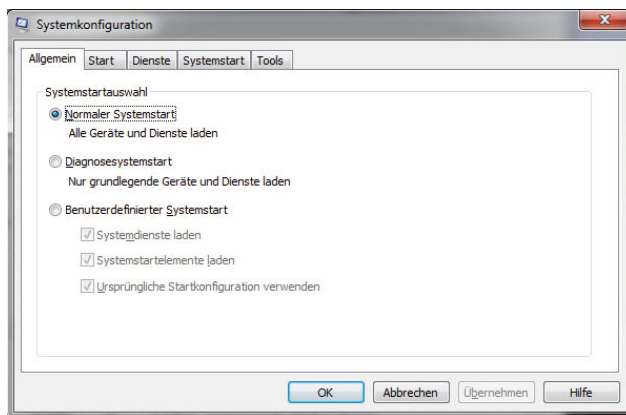 Systemkonfiguration
Allgemein Start Dienste Systemstart Tools
Systemstartauswahl
Normaler Systemstart
Alle Geräte und Dienste laden
Diagnosesystemstart
Nur grundlegende Geräte und Dienste laden
Benutzerdefinierter Systemstart
Systemdienste laden
Systemstartelemente laden
Ursprüngliche Startkonfiguration verwenden
OK Abbrechen Übernehmen Hilfe